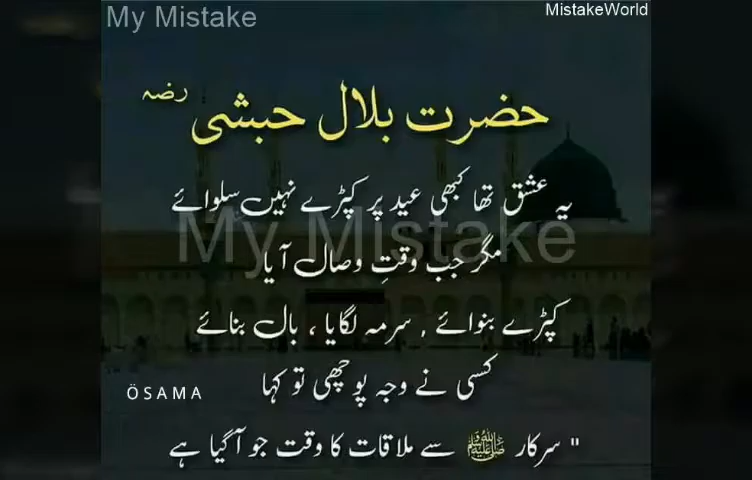 My Mistake
MistakeWorld
حضرت بلال حبشی رضہ
یہ عشق تھا کبھی عید پر کپڑے نہیں سلوائے
My Mistake
مگر جب وقتِ وصال آیا
کپڑے بنوائے , سرمہ لگایا ، بال بنائے
کسی نے وجہ پوچھی تو کہا
ÖSAMA
" سرکار ﷺ سے ملاقات کا وقت جو آگیا ہے